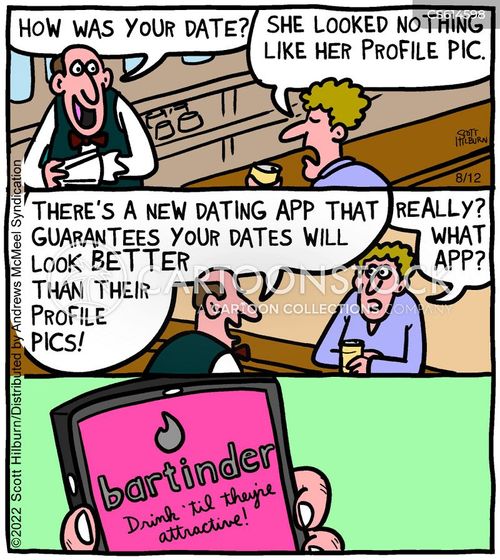 CS614598
HOW WAS YOUR DATE?
SHE LOOKED NOTHING
LIKE HER PROFILE PIC.
SCOTT
HILBURN
8/12
THERE'S A NEW DATING APP THAT
GUARANTEES YOUR DATES WILL
LOOK BETTER
THAN THEIR
PROFILE
PICS!
REALLY?
WHAT
APP?
CARTOONSTOCK
CARTOON COLLECTIONS COMPANY
bartinder
Drink 'til they're
attractive!
©2022 Scott Hilburn/Distributed by Andrews McMeel Syndication